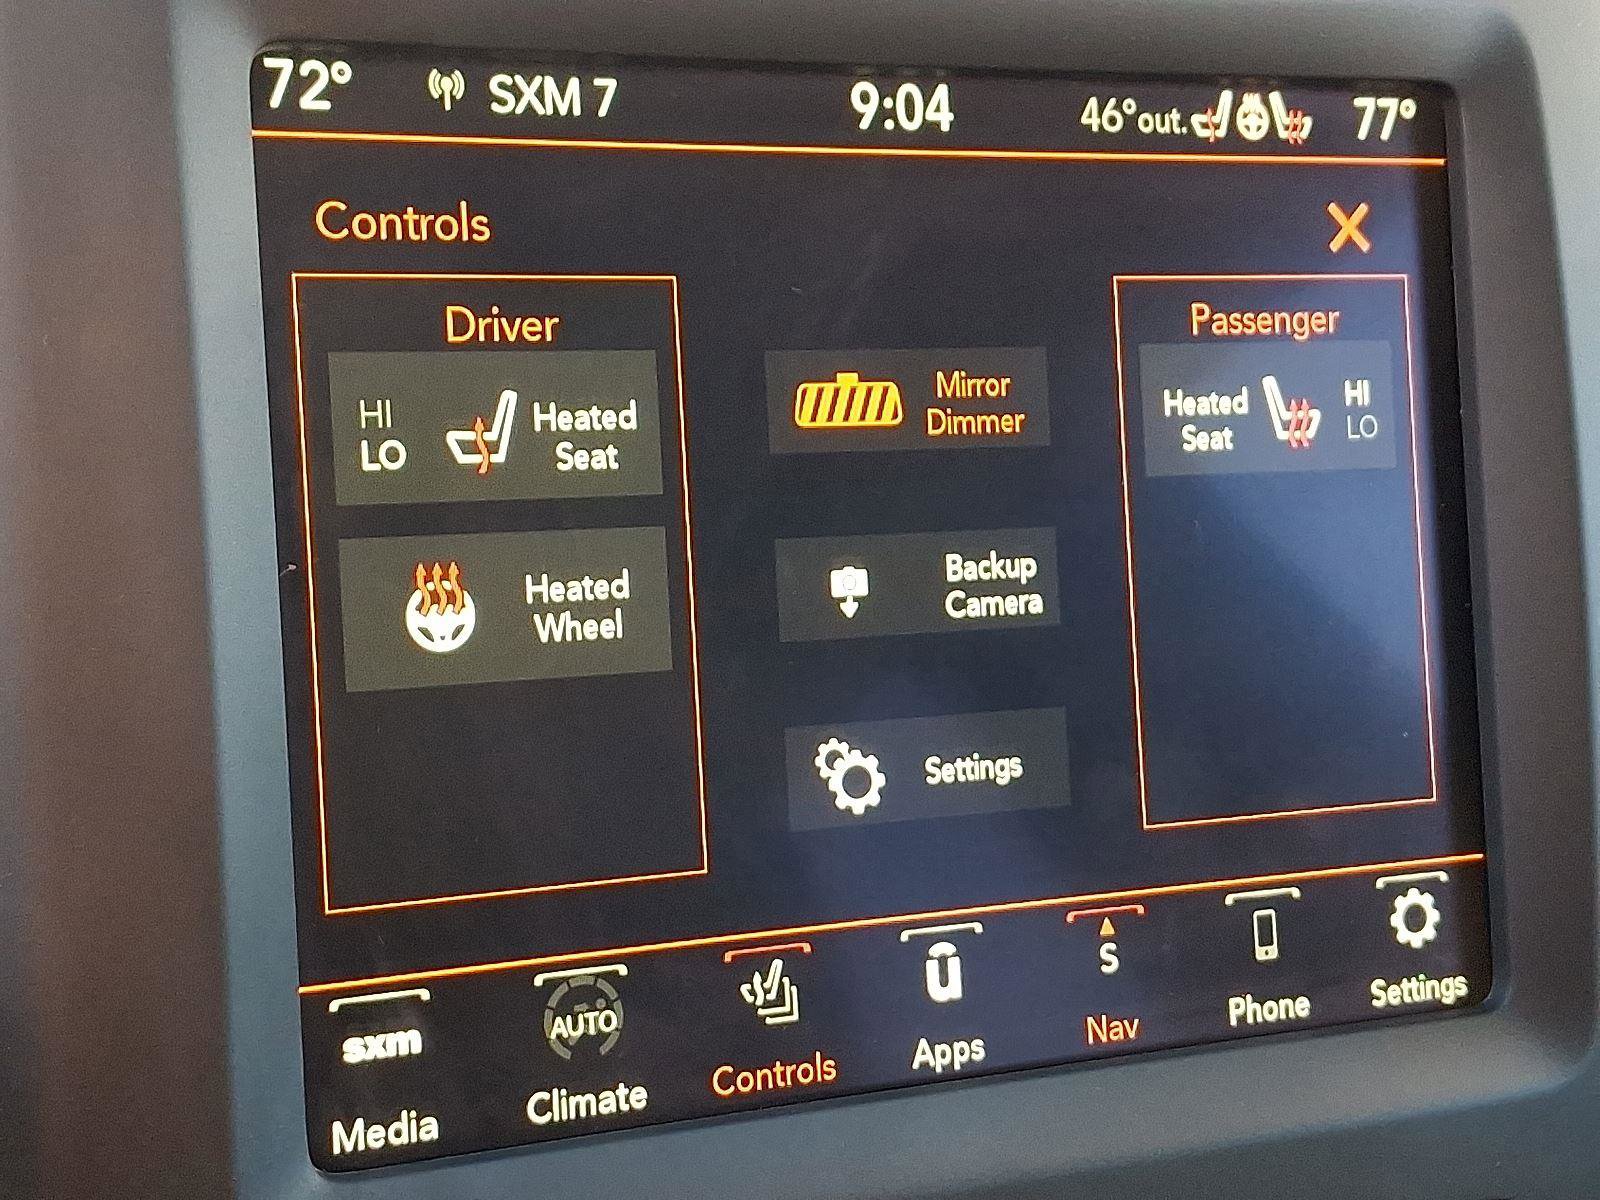 72° SXM 7 9:04 46°out. 77°
Controls X
Driver
HI
LO
Heated
Seat
Heated
Wheel
Mirror
Dimmer
Backup
Camera
Settings
Passenger
Heated
Seat
HI
LO
sxm
Media
AUTO
Climate
Controls
u
Apps
S
Nav
Phone
Settings